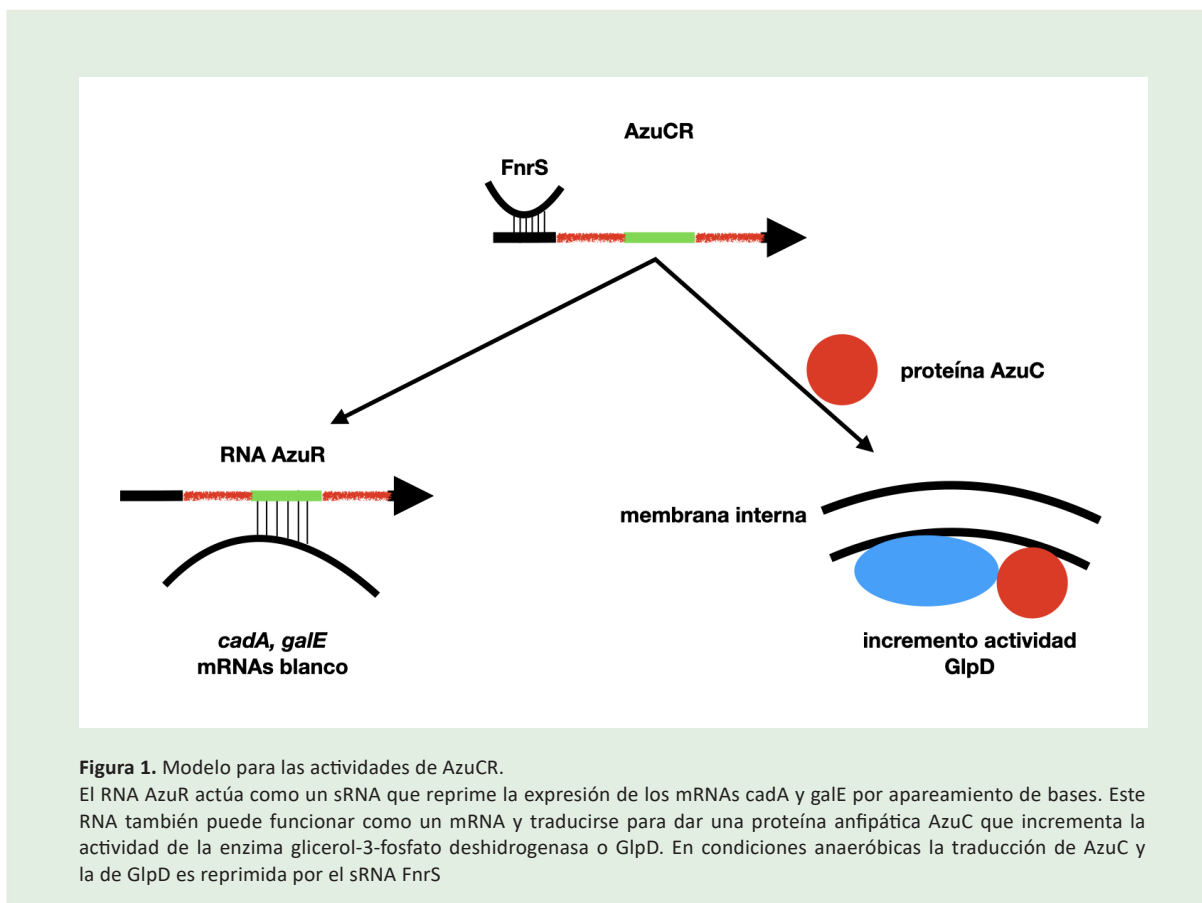 AzuCR
FnrS
proteína AzuC
RNA AzuR
membrana interna
cadA, galE
mRNAs blanco
incremento actividad
GlpD
Figura 1. Modelo para las actividades de AzuCR.
El RNA AzuR actúa como un sRNA que reprime la expresión de los mRNAs cadA y galE por apareamiento de bases. Este
RNA también puede funcionar como un mRNA y traducirse para dar una proteína anfipática AzuC que incrementa la
actividad de la enzima glicerol-3-fosfato deshidrogenasa o GlpD. En condiciones anaeróbicas la traducción de AzuC y
la de GlpD es reprimida por el sRNA FnrS